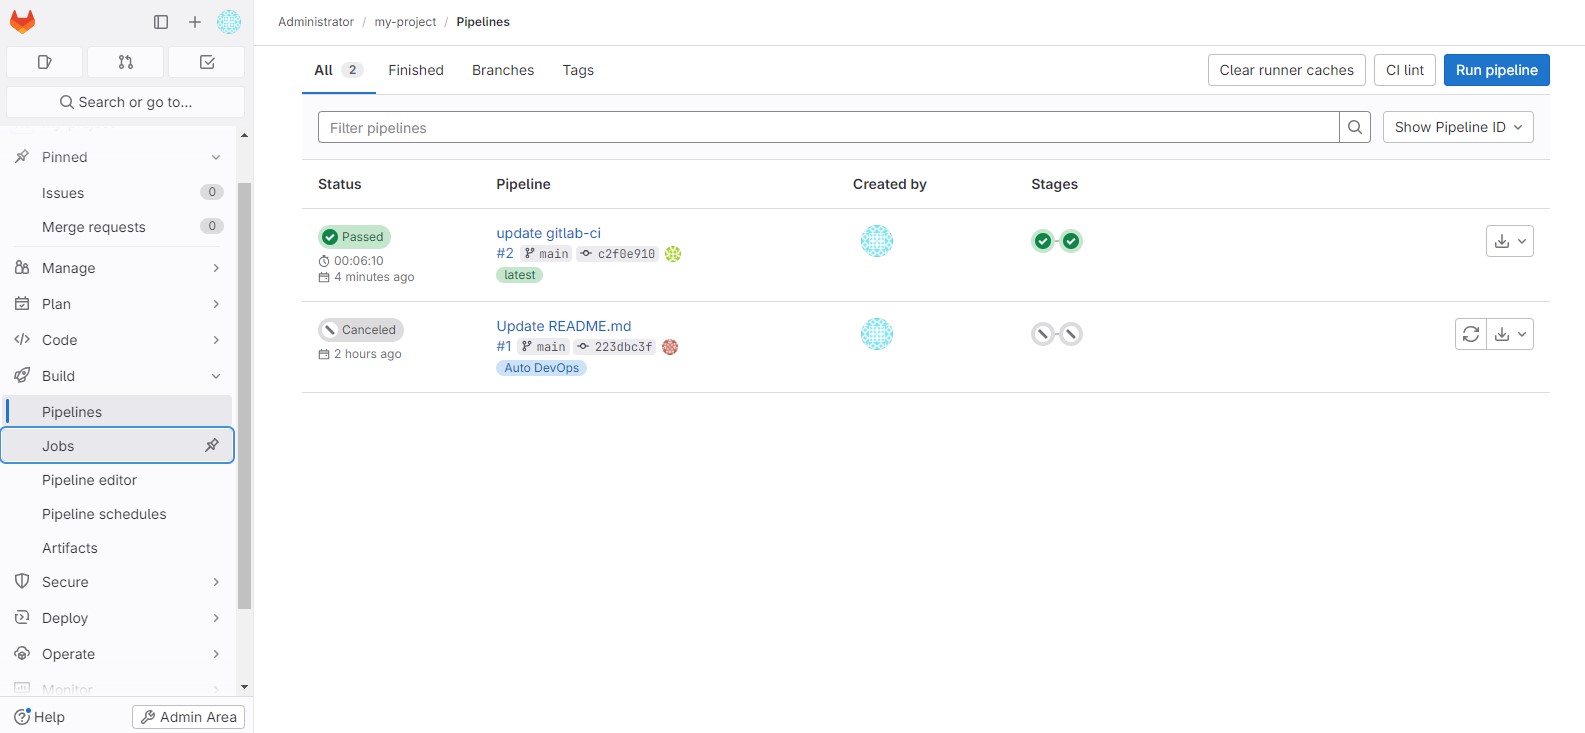 Administrator / my-project / Pipelines
Search or go to...
Pinned
Issues 0
Merge requests 0
Manage
Plan
Code
Build
Pipelines
Jobs
Pipeline editor
Pipeline schedules
Artifacts
Secure
Deploy
Operate
Monitor
Help
Admin Area
All 2 Finished Branches Tags
Clear runner caches CI lint Run pipeline
Filter pipelines
Show Pipeline ID
Status Pipeline Created by Stages
Passed
00:06:10
4 minutes ago
update gitlab-ci
#2 main c2f0e910
latest
Canceled
2 hours ago
Update README.md
#1 main 223dbc3f
Auto DevOps